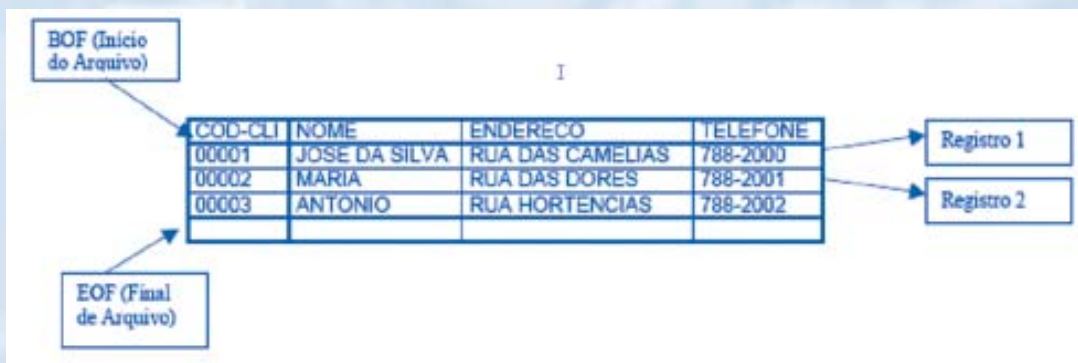 BOF (Início
do Arquivo)
COD-CLI NOME ENDERECO TELEFONE
00001 JOSE DA SILVA RUA DAS CAMELIAS 788-2000
Registro 1
00002 MARIA RUA DAS DORES 788-2001
Registro 2
00003 ANTONIO RUA HORTENCIAS 788-2002
EOF (Final
de Arquivo)